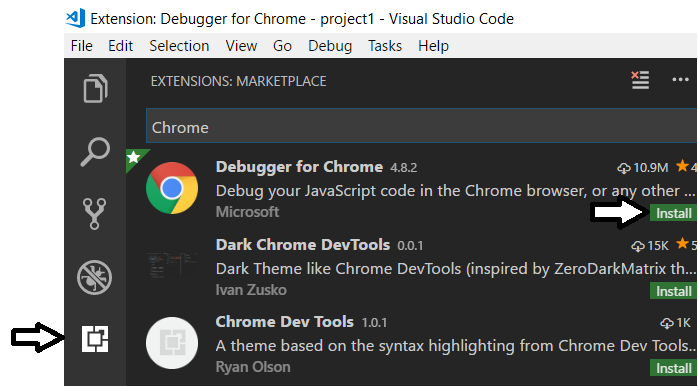 Extension: Debugger for Chrome - project1 - Visual Studio Code
File Edit Selection View Go Debug Tasks Help
EXTENSIONS: MARKETPLACE
Chrome
Debugger for Chrome 4.8.2 10.9M 4
Debug your JavaScript code in the Chrome browser, or any other ...
Microsoft Install
Dark Chrome DevTools 0.0.1 15K 5
Dark Theme like Chrome DevTools (inspired by ZeroDarkMatrix th...
Ivan Zusko Install
Chrome Dev Tools 1.0.1 1K
A theme based on the syntax highlighting from Chrome Dev Tools...
Ryan Olson Install